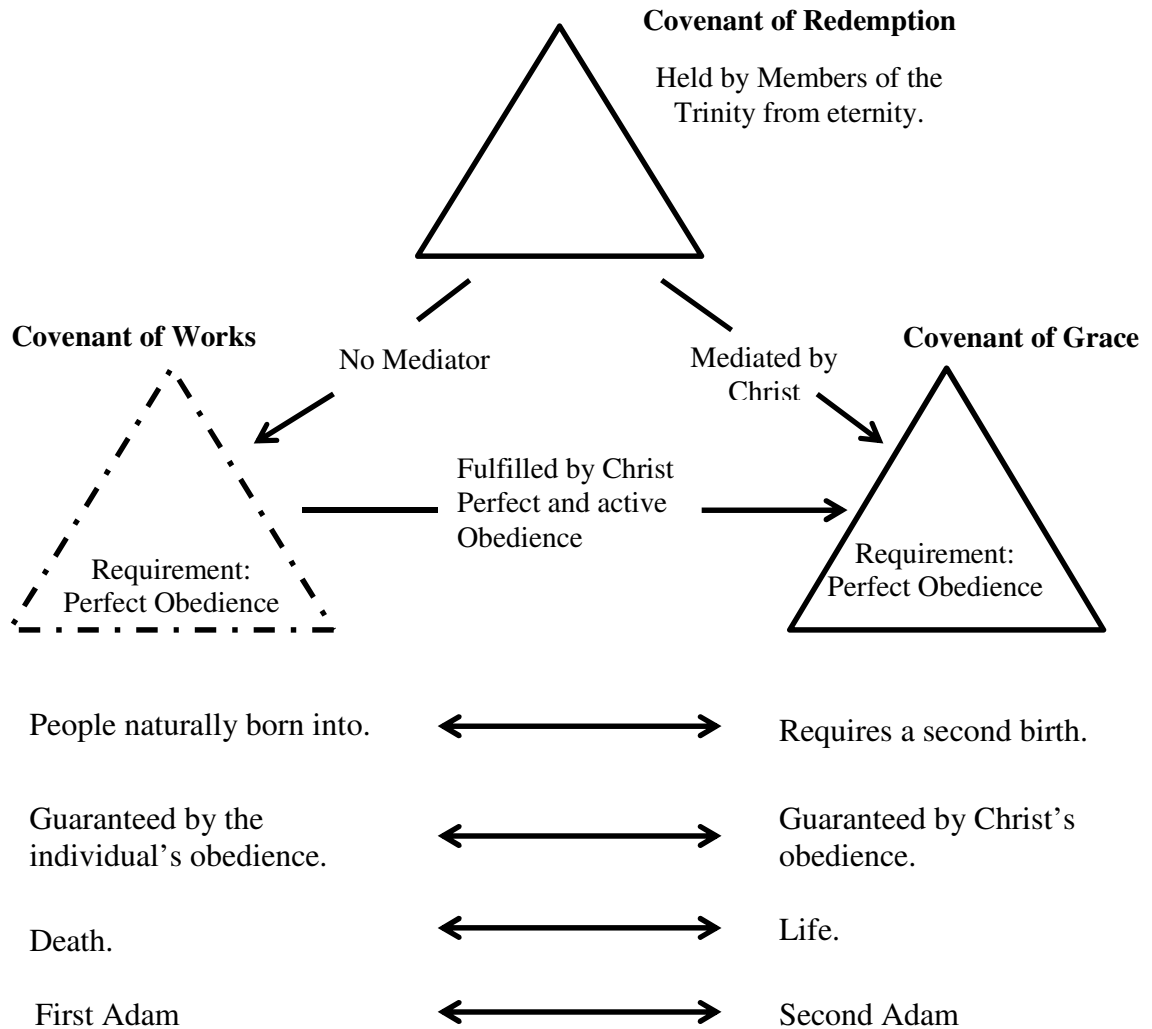 Covenant of Redemption
Held by Members of the
Trinity from eternity.
Covenant of Works
No Mediator
Mediated by
Christ
Covenant of Grace
Fulfilled by Christ
Perfect and active
Obedience
Requirement:
Perfect Obedience
Requirement:
Perfect Obedience
People naturally born into.
Requires a second birth.
Guaranteed by the
individual’s obedience.
Guaranteed by Christ’s
obedience.
Death.
Life.
First Adam
Second Adam